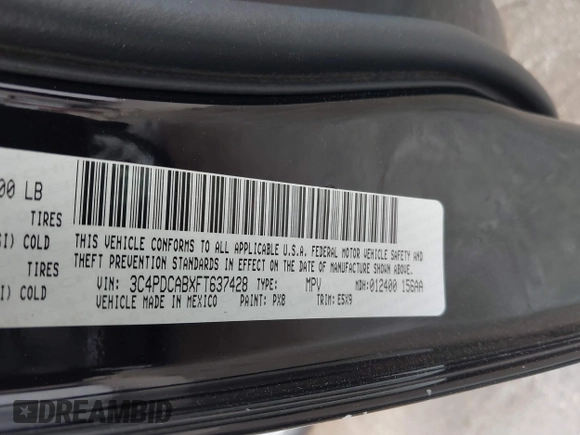 00 LB
TIRES
SI) COLD
TIRES
I) COLD
THIS VEHICLE CONFORMS TO ALL APPLICABLE U.S.A. FEDERAL MOTOR VEHICLE SAFETY AND
THEFT PREVENTION STANDARDS IN EFFECT ON THE DATE OF MANUFACTURE SHOWN ABOVE.
VIN: 3C4PDCABXFT637428 TYPE: MPV MDH:012400 156AA
VEHICLE MADE IN MEXICO PAINT: PX8 TRIM: E5X9
DREAMBID